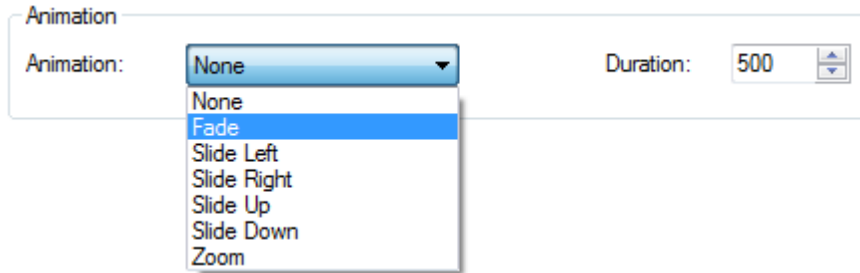 Animation
Animation: None Duration: 500
None
Fade
Slide Left
Slide Right
Slide Up
Slide Down
Zoom